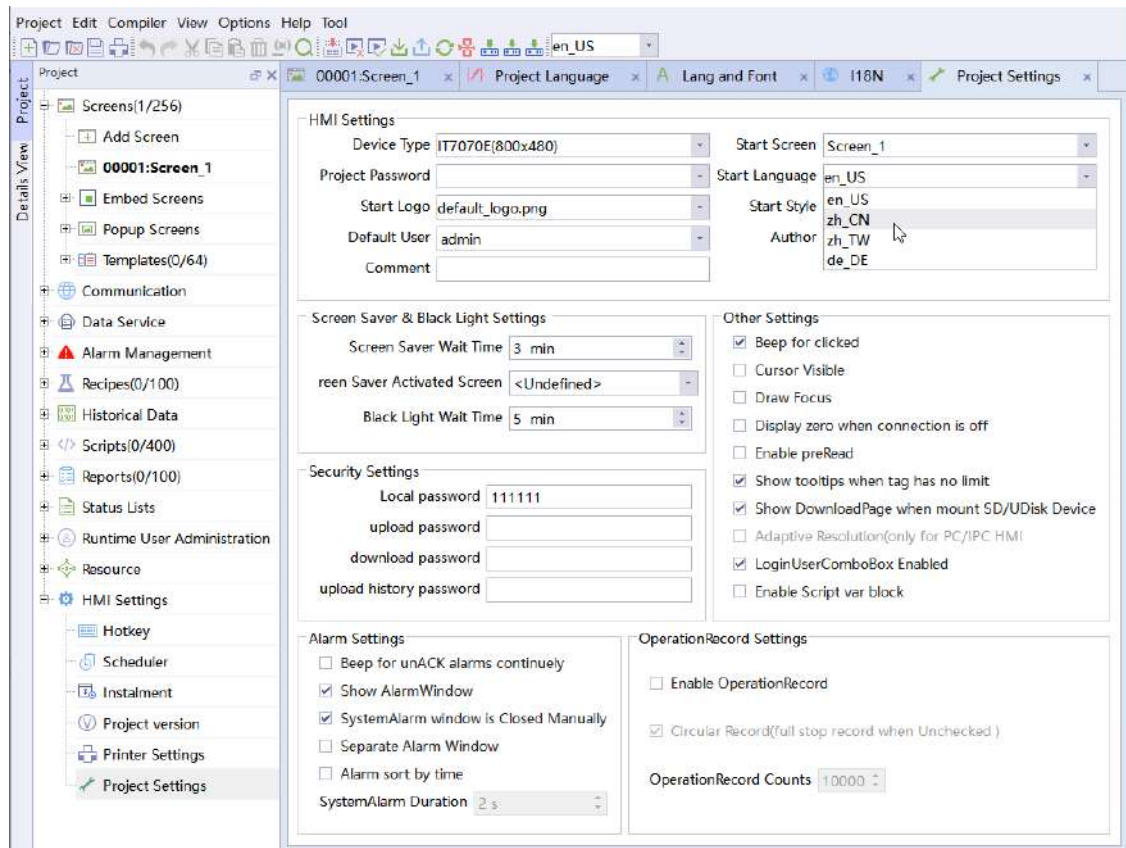 Project Edit Compiler View Options Help Tool
en_US
Project
Details View
Project
00001:Screen_1 x Project Language x Lang and Font x I18N x Project Settings x
Screens(1/256)
Add Screen
00001:Screen_1
Embed Screens
Popup Screens
Templates(0/64)
Communication
Data Service
Alarm Management
Recipes(0/100)
Historical Data
Scripts(0/400)
Reports(0/100)
Status Lists
Runtime User Administration
Resource
HMI Settings
Hotkey
Scheduler
Instalment
Project version
Printer Settings
Project Settings
HMI Settings
Device Type IT7070E(800x480)
Start Screen Screen_1
Project Password
Start Language en_US
Start Logo default_logo.png
Start Style
en_US
zh_CN
zh_TW
de_DE
Default User admin
Author
Comment
Screen Saver & Black Light Settings
Screen Saver Wait Time 3 min
reen Saver Activated Screen <Undefined>
Black Light Wait Time 5 min
Security Settings
Local password 111111
upload password
download password
upload history password
Other Settings
Beep for clicked
Cursor Visible
Draw Focus
Display zero when connection is off
Enable preRead
Show tooltips when tag has no limit
Show DownloadPage when mount SD/UDisk Device
Adaptive Resolution(only for PC/IPC HMI
LoginUserComboBox Enabled
Enable Script var block
Alarm Settings
Beep for unACK alarms continuely
Show AlarmWindow
SystemAlarm window is Closed Manually
Separate Alarm Window
Alarm sort by time
SystemAlarm Duration 2 s
OperationRecord Settings
Enable OperationRecord
Circular Record(full stop record when Unchecked )
OperationRecord Counts 10000